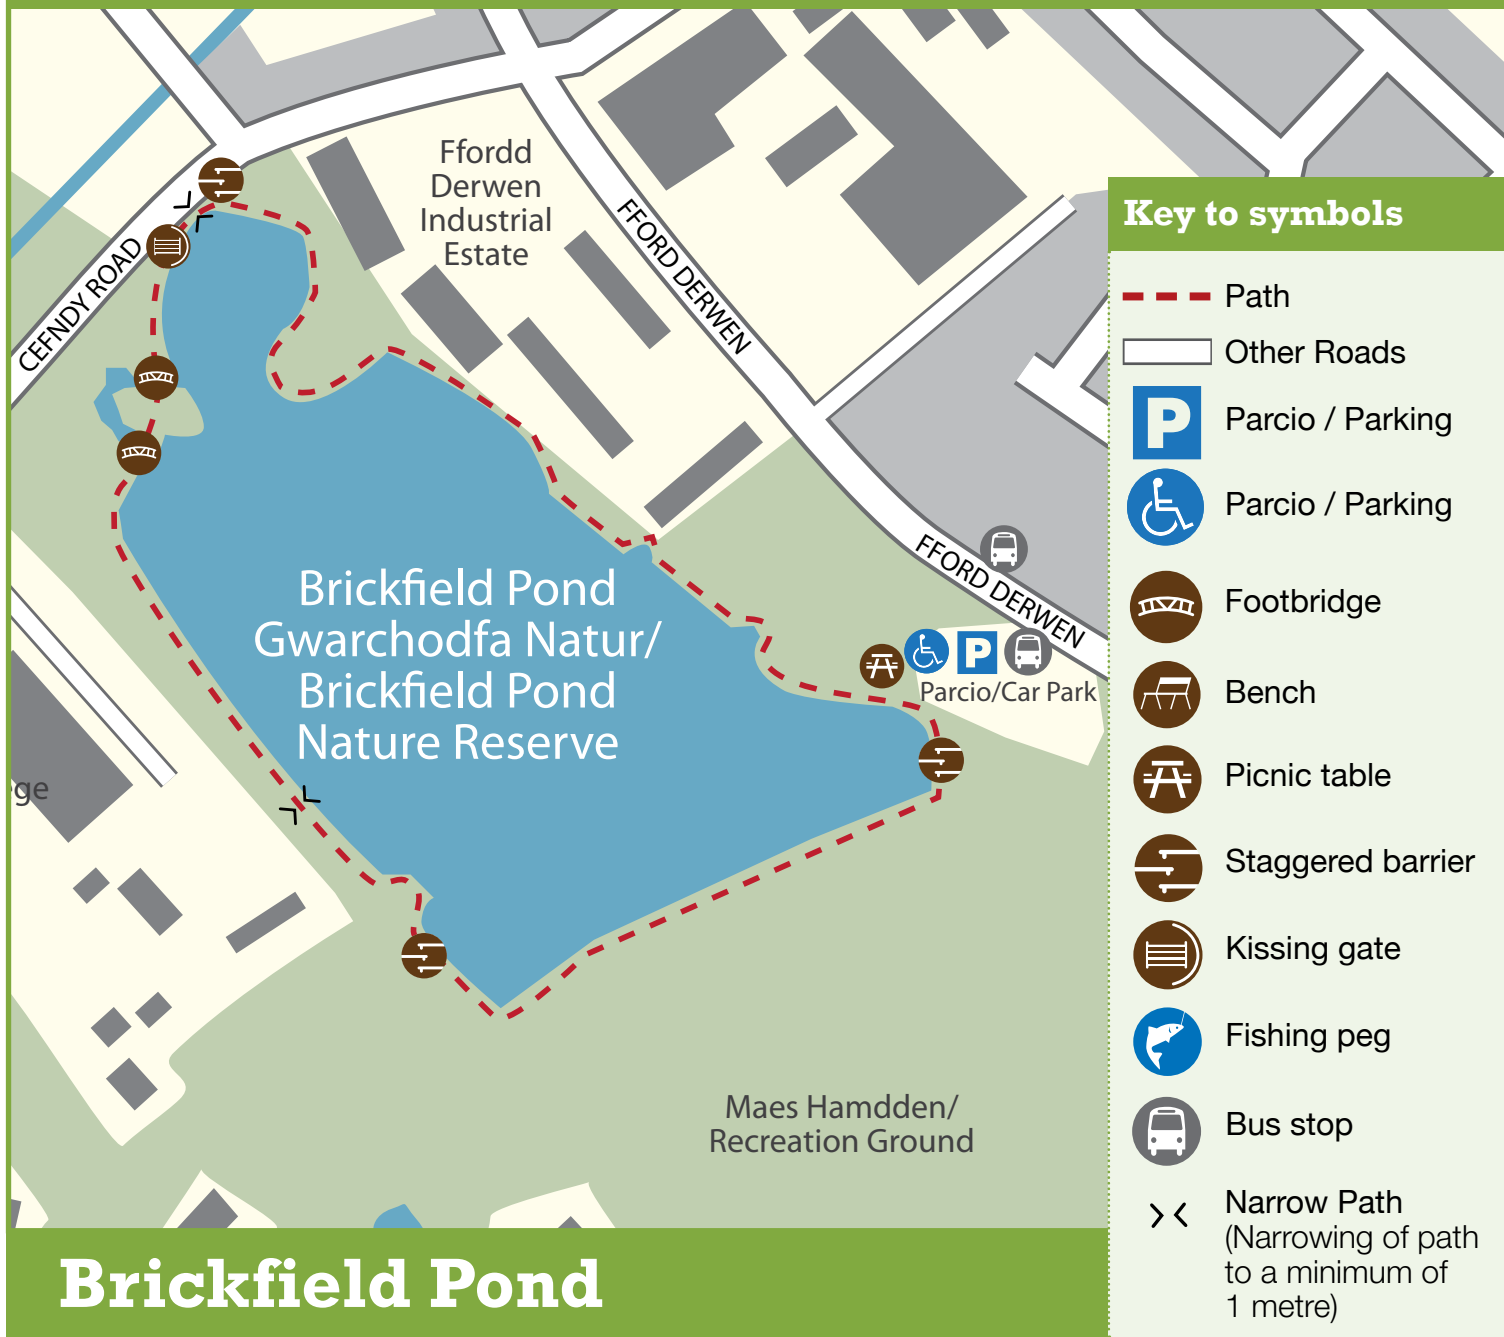 Ffordd
Derwen
Industrial
Estate
FFORD DERWEN
CEFNDY ROAD
FFORD DERWEN
Brickfield Pond
Gwarchodfa Natur/
Brickfield Pond
Nature Reserve
P
Parcio/Car Park
ge
Maes Hamdden/
Recreation Ground
Brickfield Pond
Key to symbols
Path
Other Roads
P
Parcio / Parking
Parcio / Parking
Footbridge
Bench
Picnic table
Staggered barrier
Kissing gate
Fishing peg
Bus stop
Narrow Path
(Narrowing of path
to a minimum of
1 metre)